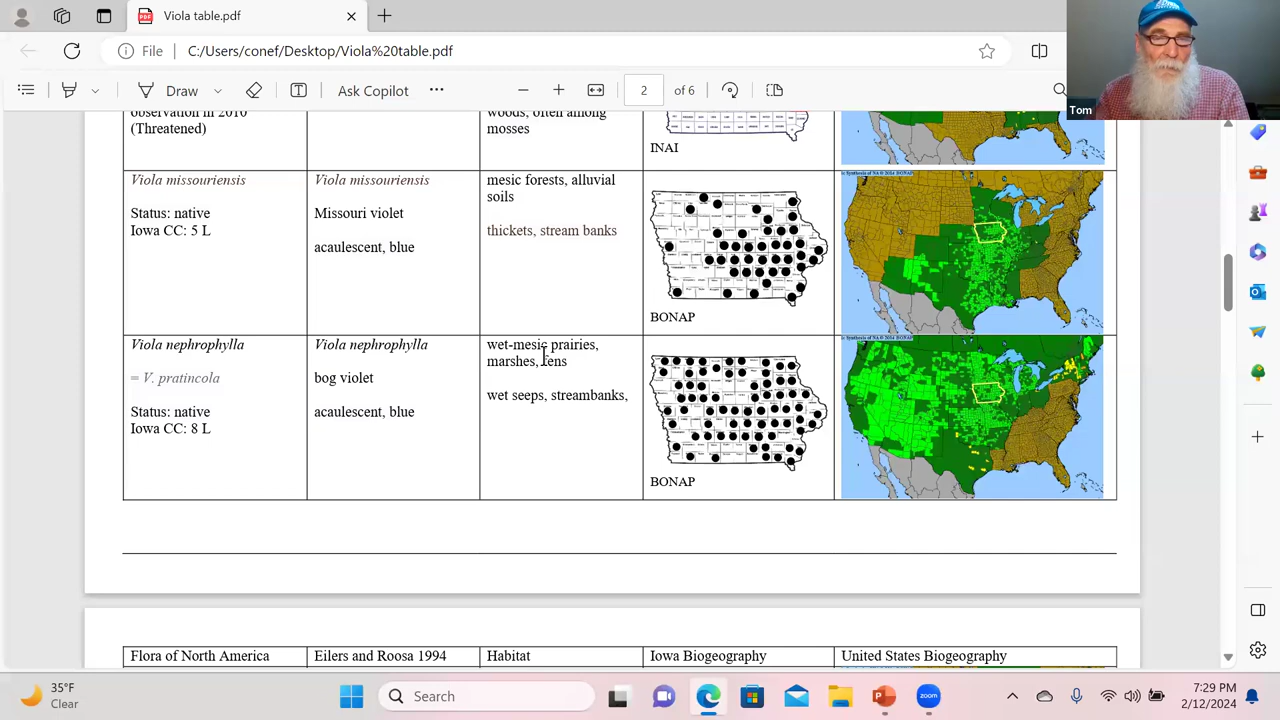 Viola table.pdf
File
C:/Users/conef/Desktop/Viola%20table.pdf
Draw
Ask Copilot
2
of 6
Tom
observation in 2010
(Threatened)
woods, often among
mosses
INAI
Viola missouriensis
Status: native
Iowa CC: 5 L
Viola missouriensis
Missouri violet
acaulescent, blue
mesic forests, alluvial
soils
thickets, stream banks
BONAP
Viola nephrophylla
= V. pratincola
Status: native
Iowa CC: 8 L
Viola nephrophylla
bog violet
acaulescent, blue
wet-mesic prairies,
marshes, fens
wet seeps, streambanks,
BONAP
Flora of North America
Eilers and Roosa 1994
Habitat
Iowa Biogeography
United States Biogeography
35°F
Clear
Search
zoom
7:29 PM
2/12/2024